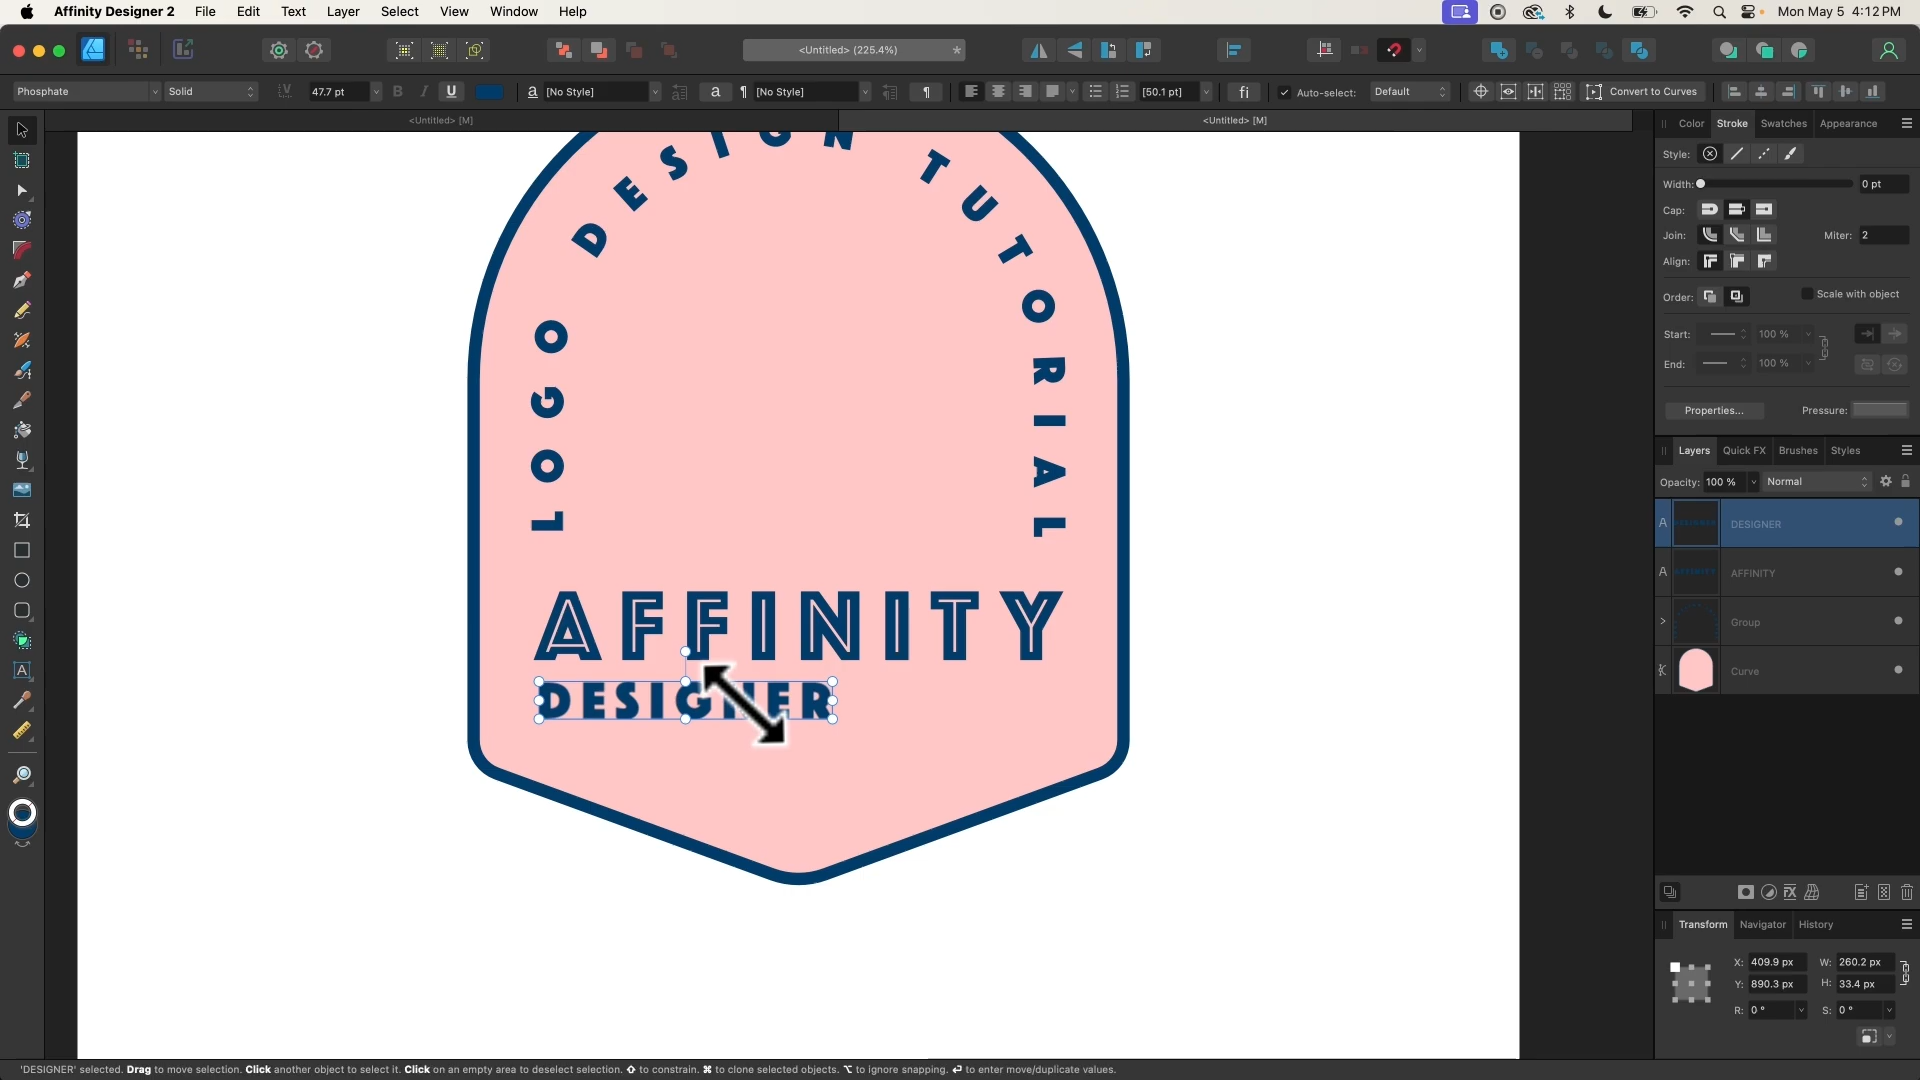 Affinity Designer 2 File Edit Text Layer Select View Window Help Mon May 5 4:12 PM
<Untitled> (225.4%) *
Phosphate Solid 47.7 pt B I U a [No Style] a ¶ [No Style] ¶ [50.1 pt] fi Auto-select: Default Convert to Curves
<Untitled> [M] <Untitled> [M]
Color Stroke Swatches Appearance
Style:
Width: 0 pt
Cap:
Join: Miter: 2
Align:
Order: Scale with object
Start: 100 %
End: 100 %
Properties... Pressure:
LOGO DESIGN TUTORIAL
AFFINITY
DESIGNER
Layers Quick FX Brushes Styles
Opacity: 100 % Normal
A DESIGNER
A AFFINITY
Group
Curve
Transform Navigator History
X: 409.9 px W: 260.2 px
Y: 890.3 px H: 33.4 px
R: 0 ° S: 0 °
'DESIGNER' selected. Drag to move selection. Click another object to select it. Click on an empty area to deselect selection. ⇧ to constrain. ⌘ to clone selected objects. ⌥ to ignore snapping. ↵ to enter move/duplicate values.